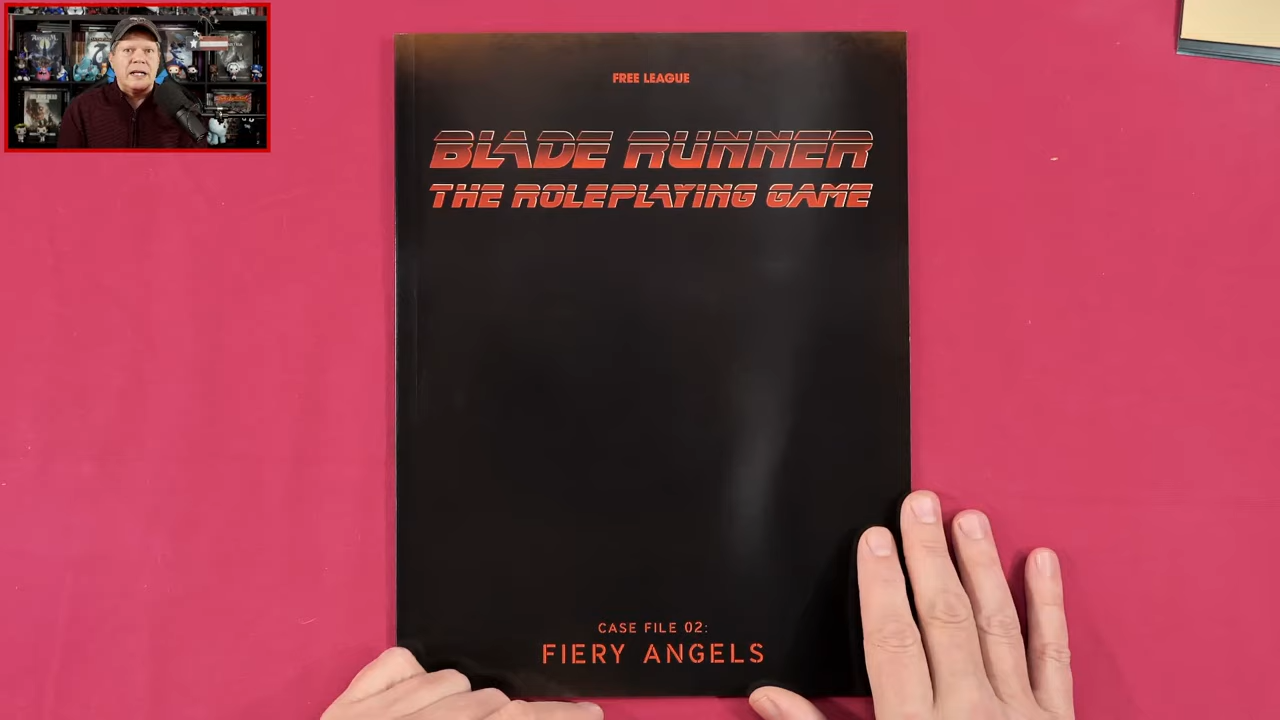 FREE LEAGUE
BLADE RUNNER
THE ROLEPLAYING GAME
CASE FILE 02:
FIERY ANGELS